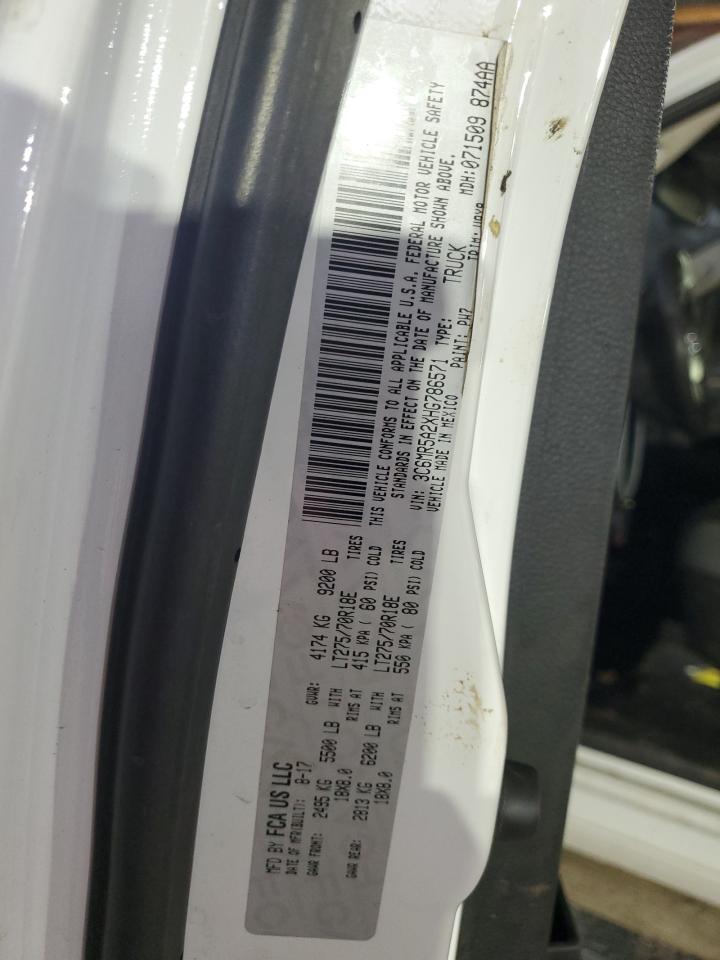 MFD BY FCA US LLC
DATE OF MFR(BUILT): 8-17 GVWR: 4174 KG 9200 LB
GAWR FRONT: 2495 KG 5500 LB WITH LT275/70R18E TIRES
18X8.0 RIMS AT 415 KPA ( 60 PSI) COLD
GAWR REAR: 2813 KG 6200 LB WITH LT275/70R18E TIRES
18X8.0 RIMS AT 550 KPA ( 80 PSI) COLD
THIS VEHICLE CONFORMS TO ALL APPLICABLE U.S.A. FEDERAL MOTOR VEHICLE SAFETY
STANDARDS IN EFFECT ON THE DATE OF MANUFACTURE SHOWN ABOVE.
VIN: 3C6MR5A2XHG786571 TYPE: TRUCK MDH:071509 874AA
VEHICLE MADE IN MEXICO PAINT: PW7 TRIM: